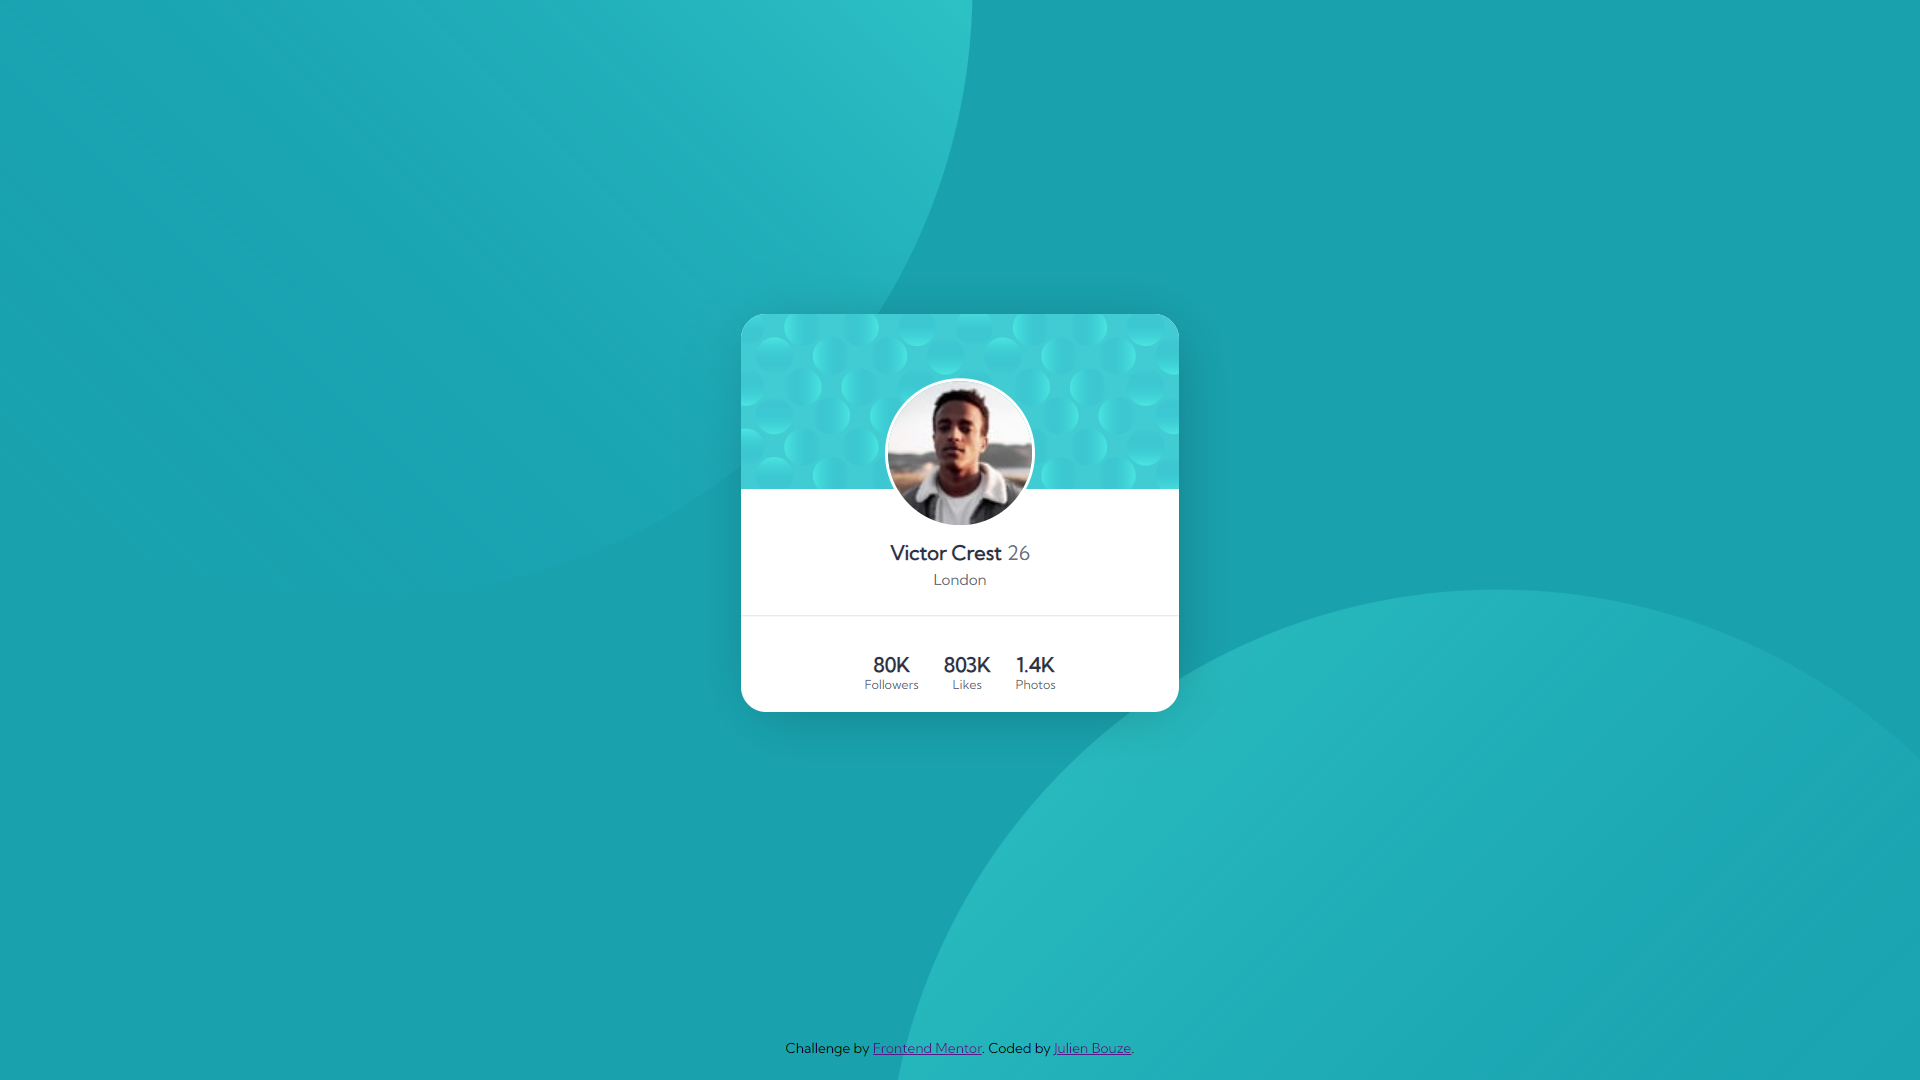 Victor Crest 26
London
80K 803K 1.4K
Followers Likes Photos
Challenge by Frontend Mentor. Coded by Julien Bouze.